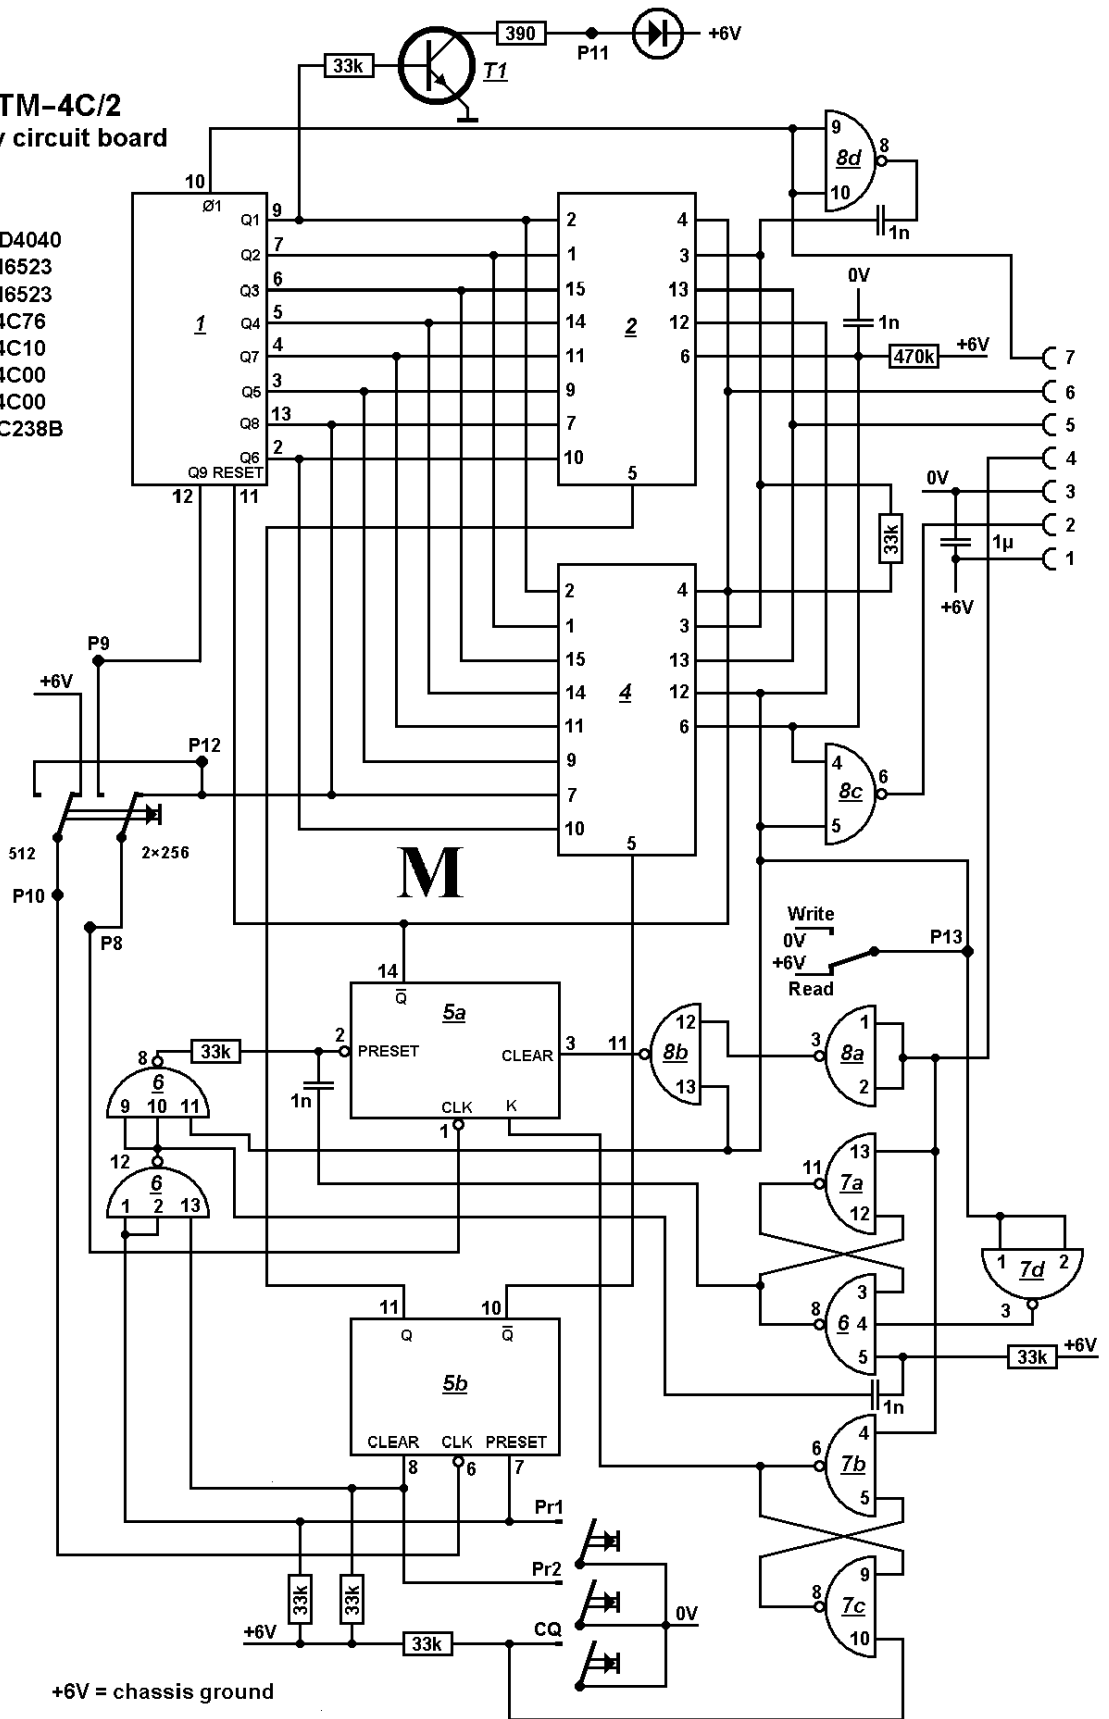 33k
390
P11
+6V
T1
TM–4C/2
circuit board
10
Ø1
9
8d
8
10
1n
D4040
6523
6523
4C76
4C10
4C00
4C00
C238B
1
Q1 9
Q2 7
Q3 6
Q4 5
Q7 4
Q5 3
Q8 13
Q6 2
Q9 RESET
12 11
2
2 4
1 3
15 13
14 12
11 6
9
7
10
5
0V
1n
470k
+6V
7
6
5
4
3
2
1
0V
1µ
+6V
33k
4
2 4
1 3
15 13
14 12
11 6
9
7
10
5
4
8c
6
5
P9
+6V
P12
512
2×256
P10
P8
M
Write
0V
+6V
Read
P13
14
Q
5a
2
PRESET
CLEAR
3
CLK
K
1
11
8b
12
13
3
8a
1
2
8
33k
6
9 10 11
1n
12
6
1 2 13
11
7a
13
12
8
6
3
4
5
1 2
7d
3
33k
+6V
1n
11
10
Q
Q
5b
CLEAR CLK PRESET
8
6
7
6
7b
4
5
8
7c
9
10
Pr1
Pr2
CQ
0V
33k
33k
+6V
33k
+6V = chassis ground